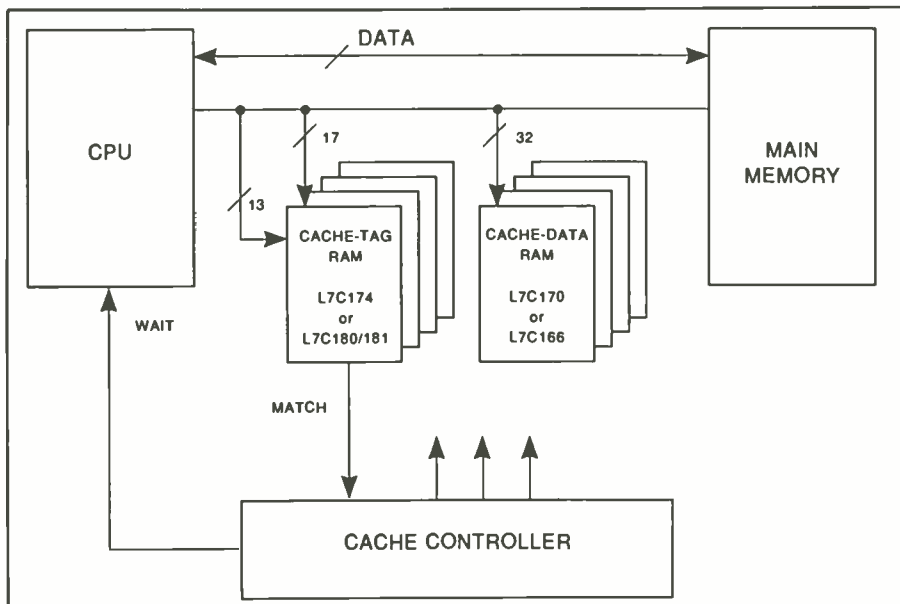 DATA
CPU
MAIN
MEMORY
17
32
13
CACHE-TAG
RAM
L7C174
or
L7C180/181
CACHE-DATA
RAM
L7C170
or
L7C166
WAIT
MATCH
CACHE CONTROLLER